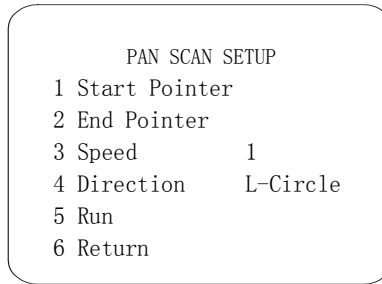 PAN SCAN SETUP
1 Start Pointer
2 End Pointer
3 Speed 1
4 Direction L-Circle
5 Run
6 Return